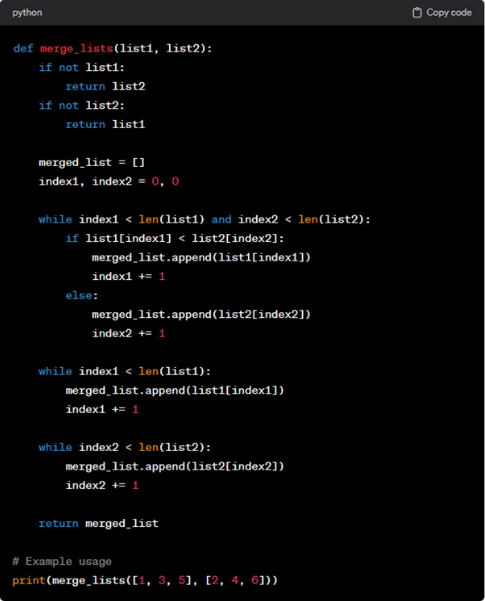 python Copy code
def merge_lists(list1, list2):
    if not list1:
        return list2
    if not list2:
        return list1

    merged_list = []
    index1, index2 = 0, 0

    while index1 < len(list1) and index2 < len(list2):
        if list1[index1] < list2[index2]:
            merged_list.append(list1[index1])
            index1 += 1
        else:
            merged_list.append(list2[index2])
            index2 += 1

    while index1 < len(list1):
        merged_list.append(list1[index1])
        index1 += 1

    while index2 < len(list2):
        merged_list.append(list2[index2])
        index2 += 1

    return merged_list

# Example usage
print(merge_lists([1, 3, 5], [2, 4, 6]))